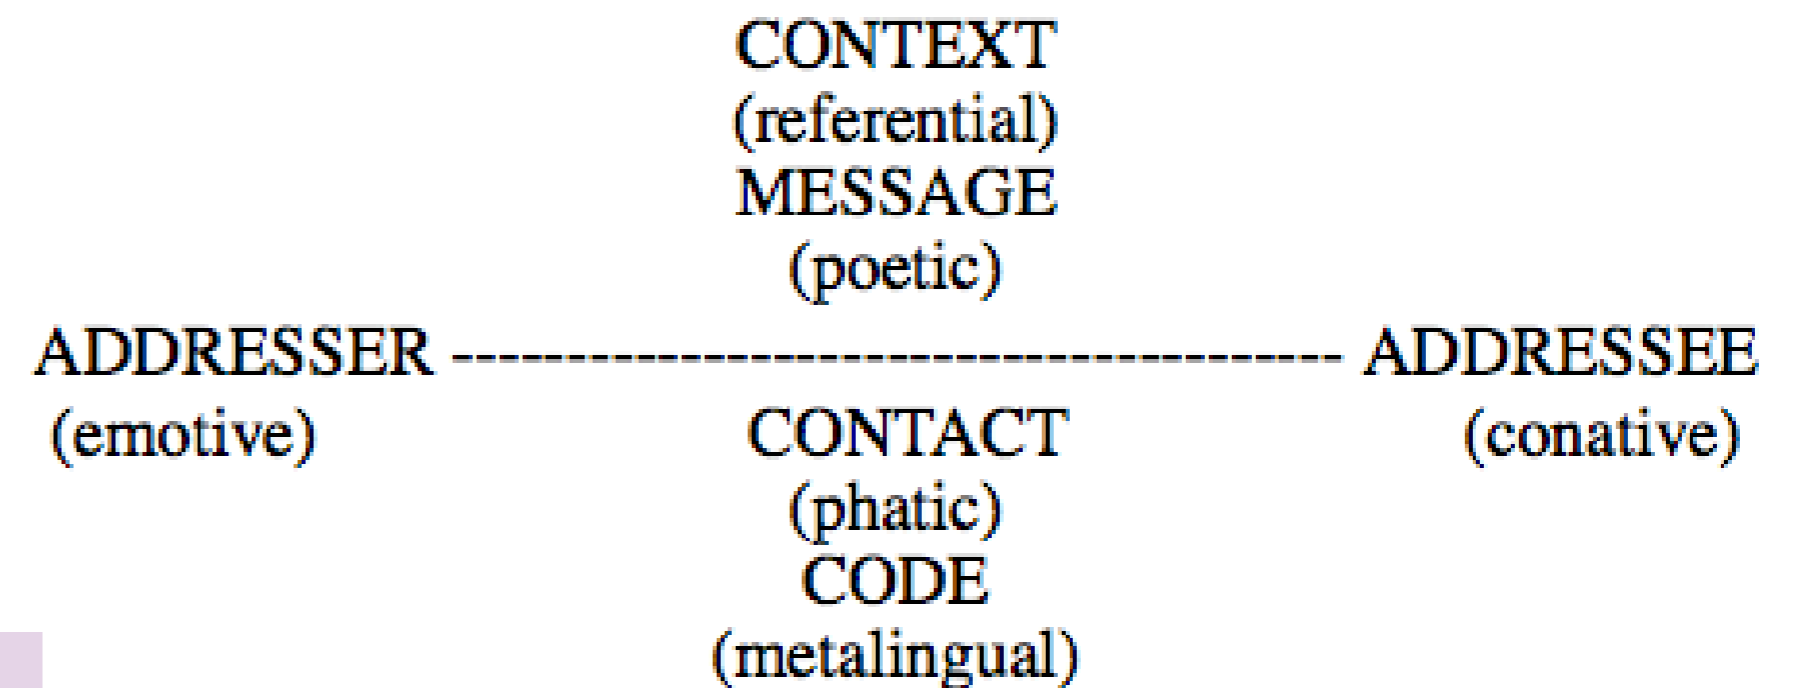 CONTEXT
(referential)
MESSAGE
(poetic)
ADDRESSER ------------------------------------- ADDRESSEE
(emotive) CONTACT (conative)
(phatic)
CODE
(metalingual)